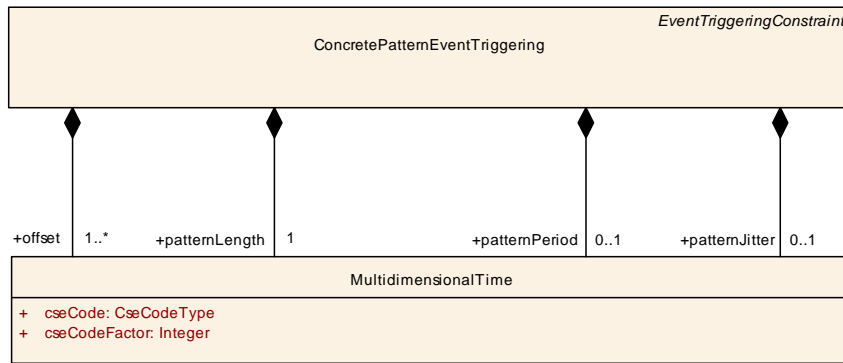 EventTriggeringConstraint
ConcretePatternEventTriggering
+offset 1..* +patternLength 1 +patternPeriod 0..1 +patternJitter 0..1
MultidimensionalTime
+ cseCode: CseCodeType
+ cseCodeFactor: Integer